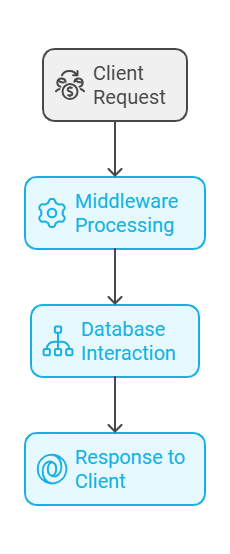 Client
Request
Middleware
Processing
Database
Interaction
Response to
Client